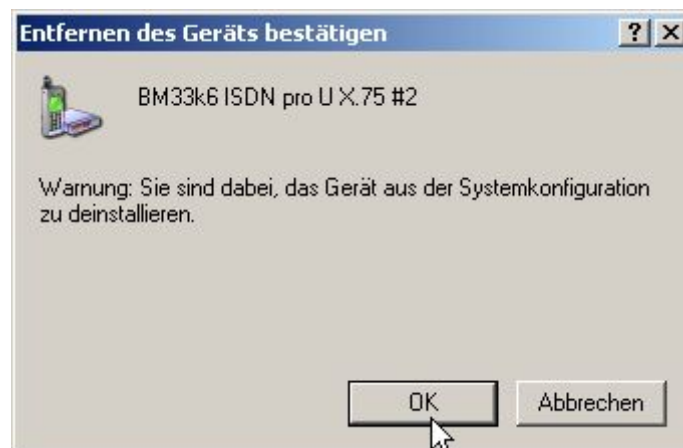 Entfernen des Geräts bestätigen
BM33k6 ISDN pro U X.75 #2
Warnung: Sie sind dabei, das Gerät aus der Systemkonfiguration
zu deinstallieren.
OK
Abbrechen